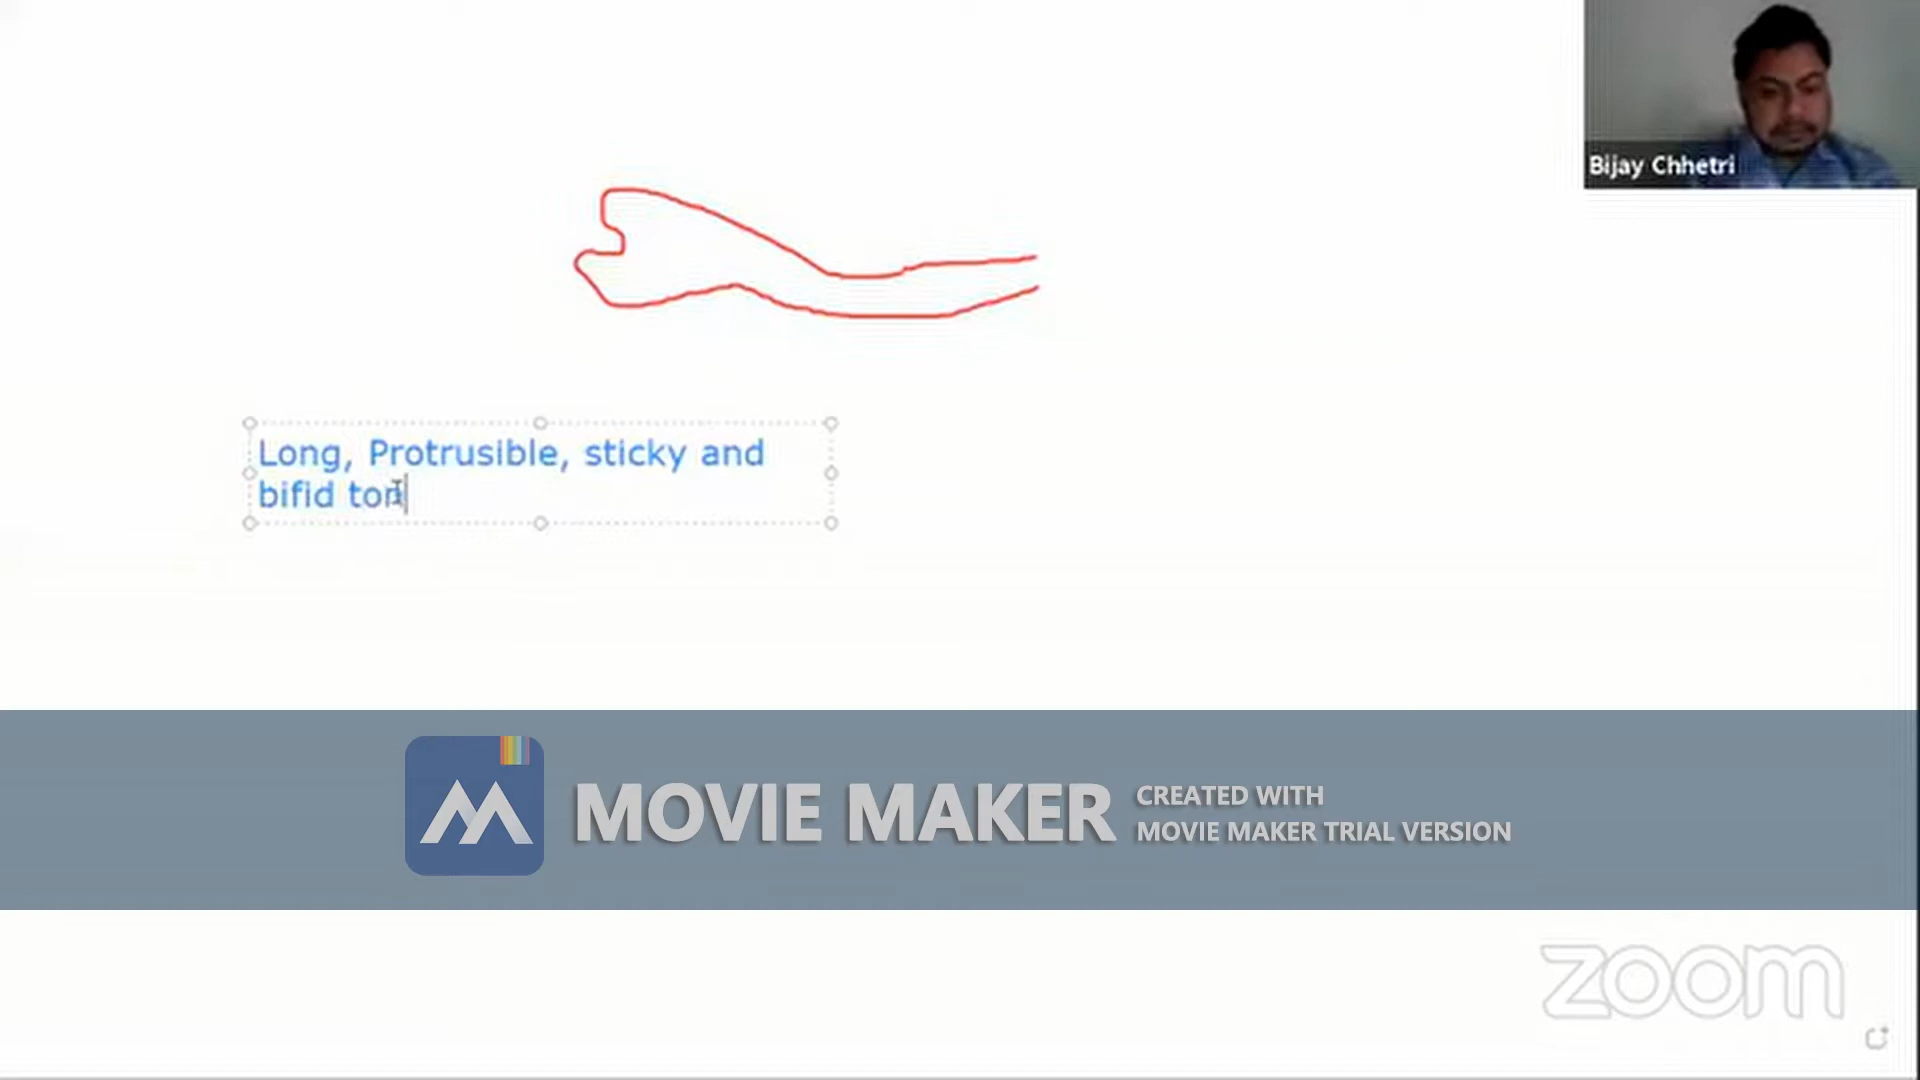 Bijay Chhetri
Long, Protrusible, sticky and
bifid ton
MOVIE MAKER
CREATED WITH
MOVIE MAKER TRIAL VERSION
zoom